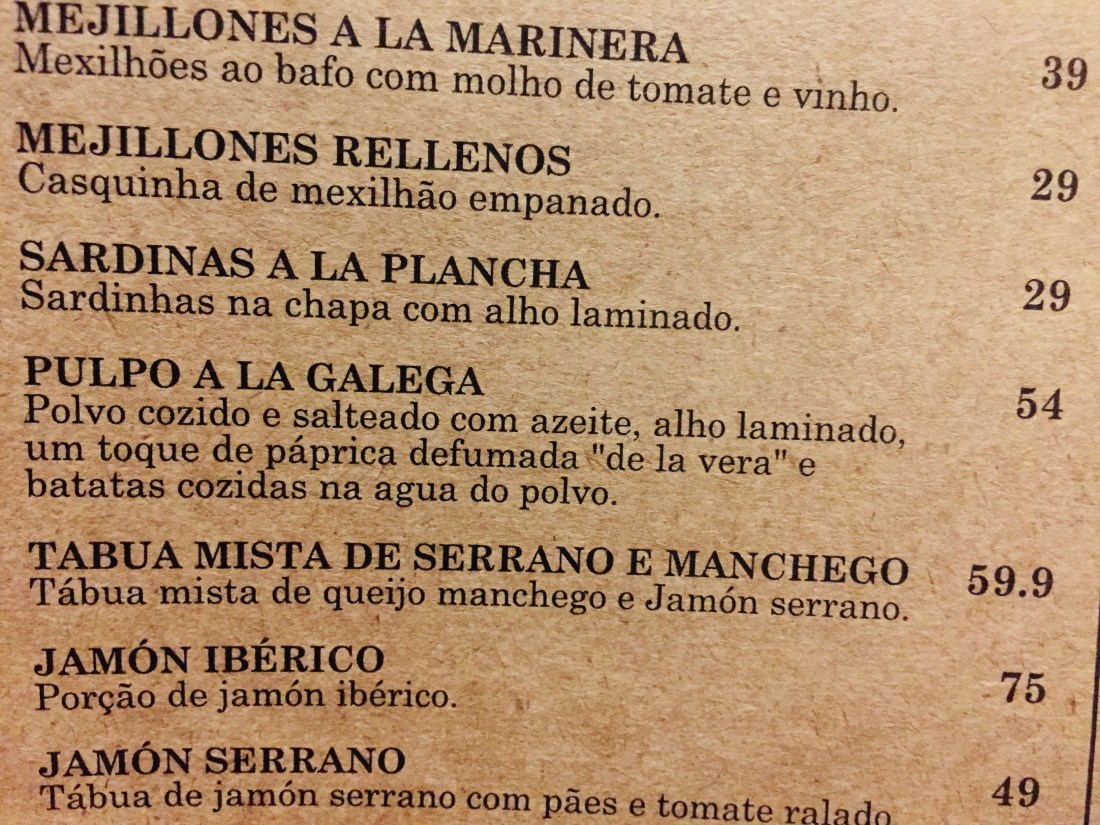 MEJILLONES A LA MARINERA 39
Mexilhões ao bafo com molho de tomate e vinho.
MEJILLONES RELLENOS 29
Casquinha de mexilhão empanado.
SARDINAS A LA PLANCHA 29
Sardinhas na chapa com alho laminado.
PULPO A LA GALEGA 54
Polvo cozido e salteado com azeite, alho laminado,
um toque de páprica defumada "de la vera" e
batatas cozidas na agua do polvo.
TABUA MISTA DE SERRANO E MANCHEGO 59.9
Tábua mista de queijo manchego e Jamón serrano.
JAMÓN IBÉRICO 75
Porção de jamón ibérico.
JAMÓN SERRANO 49
Tábua de jamón serrano com pães e tomate ralado